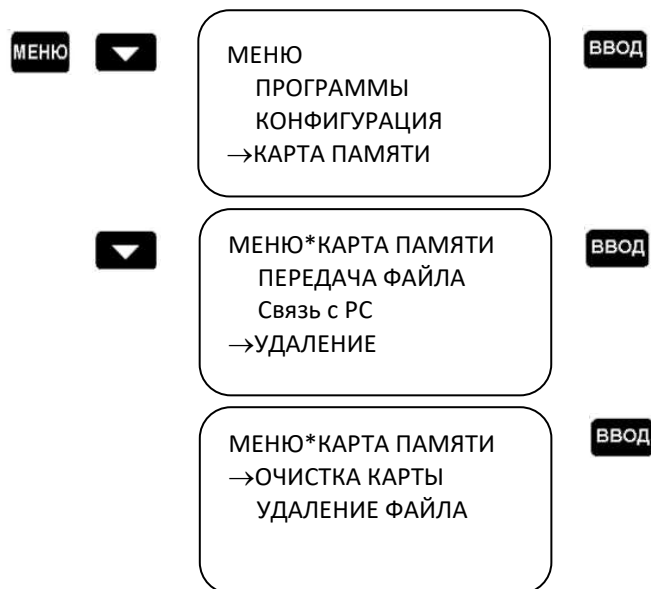 МЕНЮ
МЕНЮ
ПРОГРАММЫ
КОНФИГУРАЦИЯ
→КАРТА ПАМЯТИ
ВВОД
МЕНЮ*КАРТА ПАМЯТИ
ПЕРЕДАЧА ФАЙЛА
Связь с PC
→УДАЛЕНИЕ
ВВОД
МЕНЮ*КАРТА ПАМЯТИ
→ОЧИСТКА КАРТЫ
УДАЛЕНИЕ ФАЙЛА
ВВОД